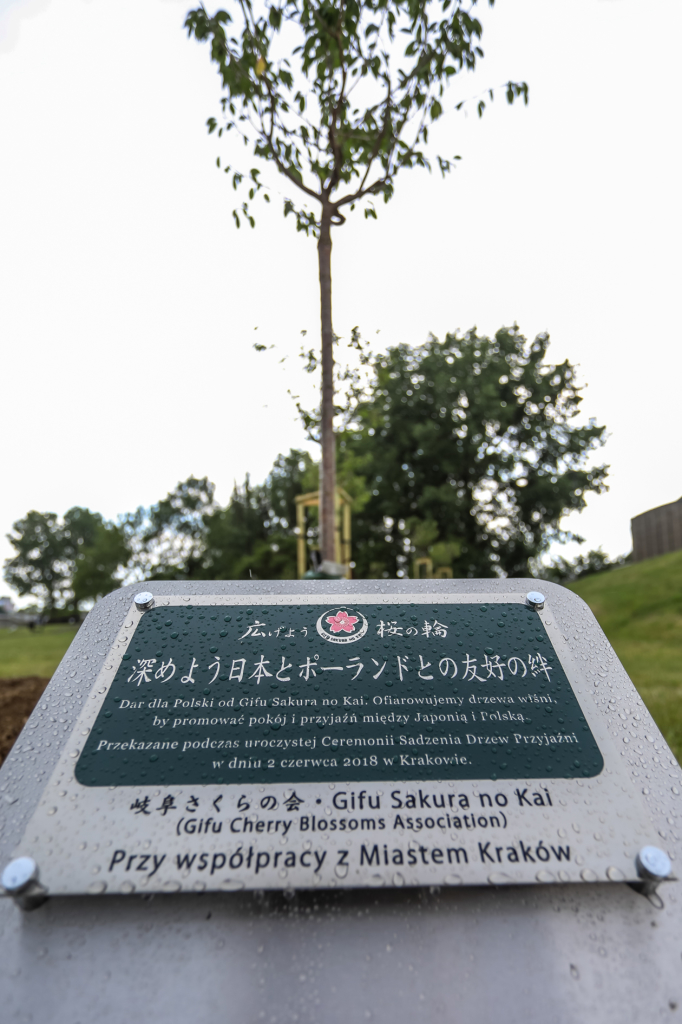 広げよう 桜の輪
深めよう日本とポーランドとの友好の絆
Dar dla Polski od Gifu Sakura no Kai. Ofiarowujemy drzewa wiśni,
by promować pokój i przyjaźń między Japonią i Polską.
Przekazane podczas uroczystej Ceremonii Sadzenia Drzew Przyjaźni
w dniu 2 czerwca 2018 w Krakowie.
岐阜さくらの会・Gifu Sakura no Kai
(Gifu Cherry Blossoms Association)
Przy współpracy z Miastem Kraków